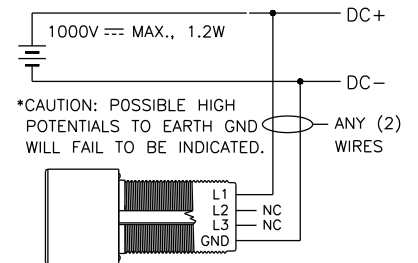 DC+
1000V ⎓ MAX., 1.2W
DC−
*CAUTION: POSSIBLE HIGH
POTENTIALS TO EARTH GND
WILL FAIL TO BE INDICATED.
ANY (2)
WIRES
L1
L2 NC
L3 NC
GND